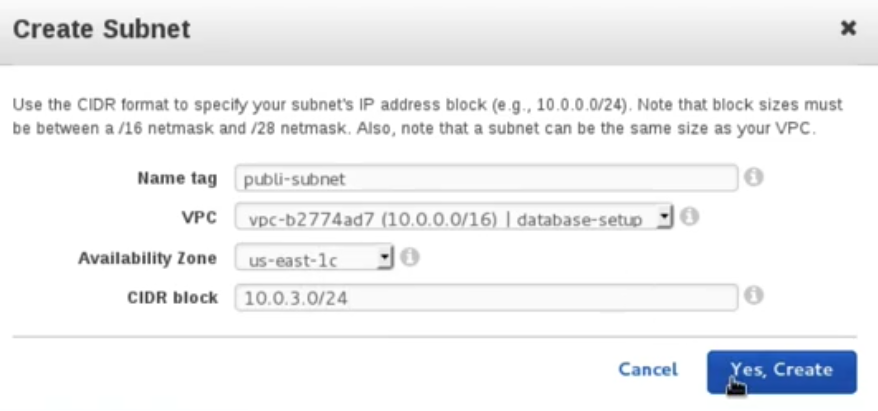 Create Subnet
Use the CIDR format to specify your subnet's IP address block (e.g., 10.0.0.0/24). Note that block sizes must
be between a /16 netmask and /28 netmask. Also, note that a subnet can be the same size as your VPC.
Name tag publi-subnet
VPC vpc-b2774ad7 (10.0.0.0/16) | database-setup
Availability Zone us-east-1c
CIDR block 10.0.3.0/24
Cancel Yes, Create